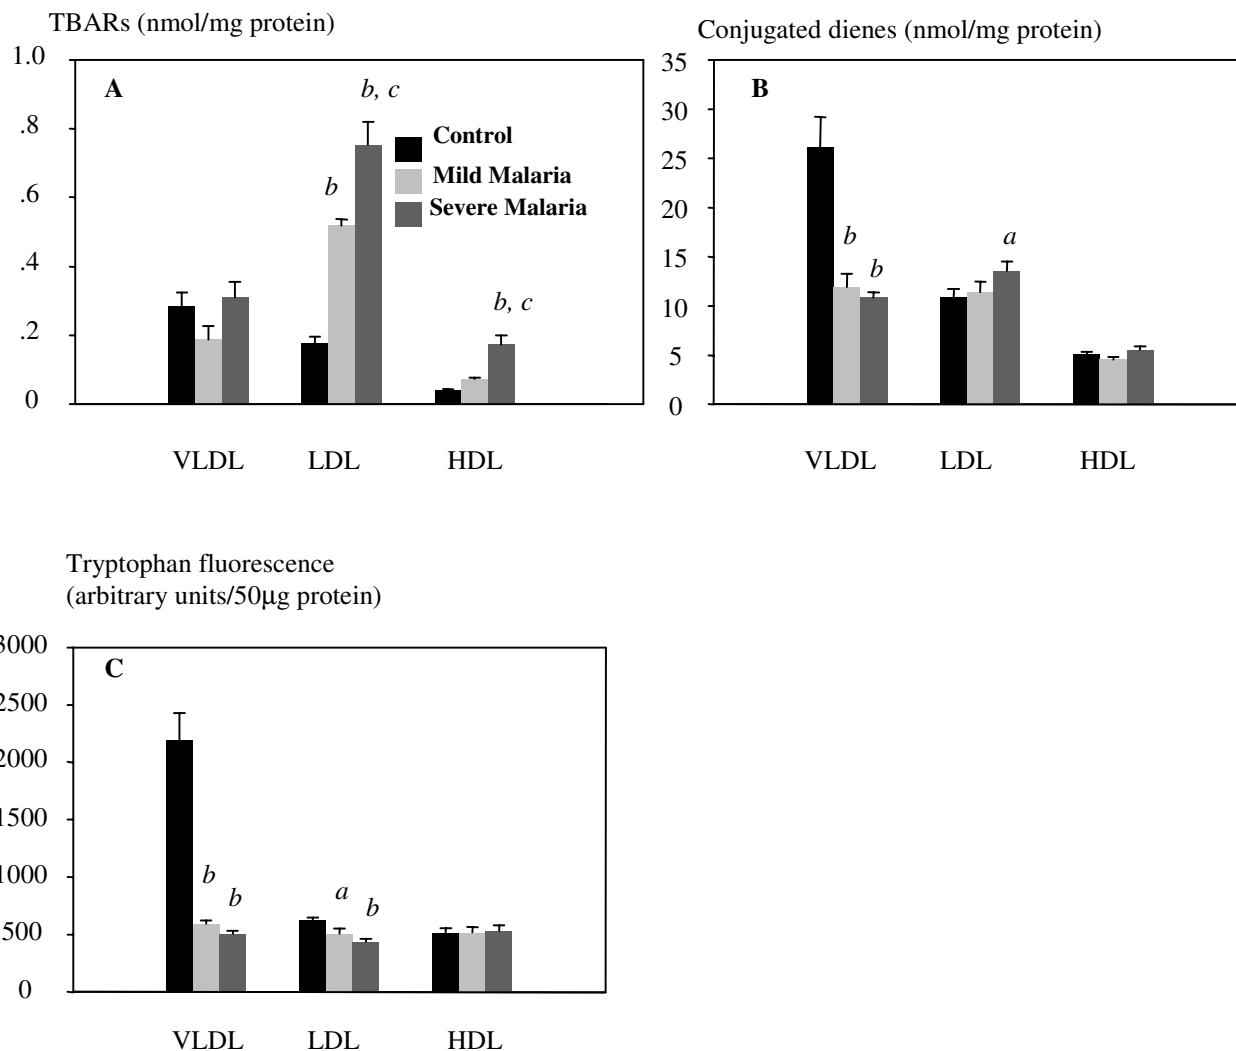 TBARs (nmol/mg protein)
1.0
.8
.6
.4
.2
0
A
b
b, c
b, c
Control
Mild Malaria
Severe Malaria
VLDL LDL HDL
Conjugated dienes (nmol/mg protein)
35
30
25
20
15
10
5
0
B
b
b
a
VLDL LDL HDL
Tryptophan fluorescence
(arbitrary units/50μg protein)
3000
2500
2000
1500
1000
500
0
C
b
b
a
b
VLDL LDL HDL